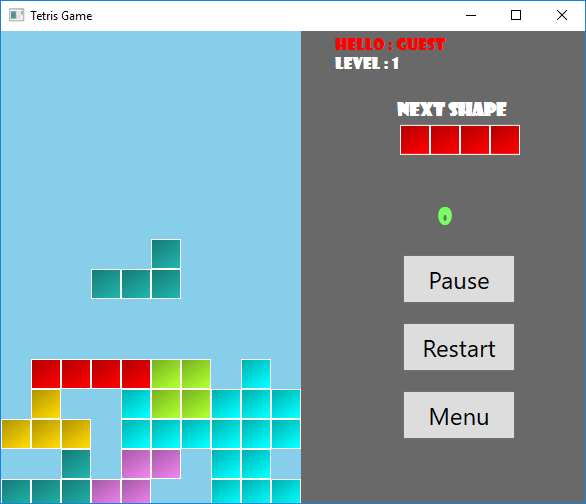 Tetris Game
HELLO : GUEST
LEVEL : 1
NEXT SHAPE
0
Pause
Restart
Menu